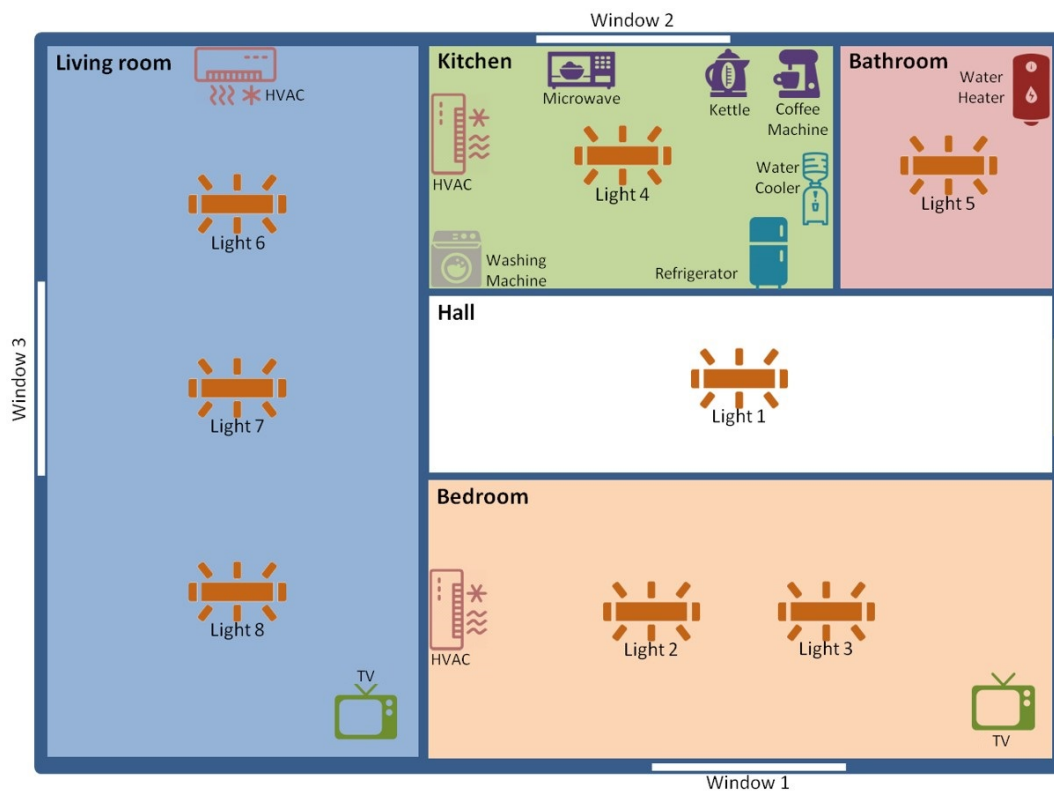 Window 2
Living room
HVAC
Kitchen
Microwave
Kettle
Coffee
Machine
HVAC
Light 4
Water
Cooler
Washing
Machine
Refrigerator
Bathroom
Water
Heater
Light 5
Light 6
Window 3
Light 7
Hall
Light 1
Light 8
TV
Bedroom
HVAC
Light 2
Light 3
TV
Window 1